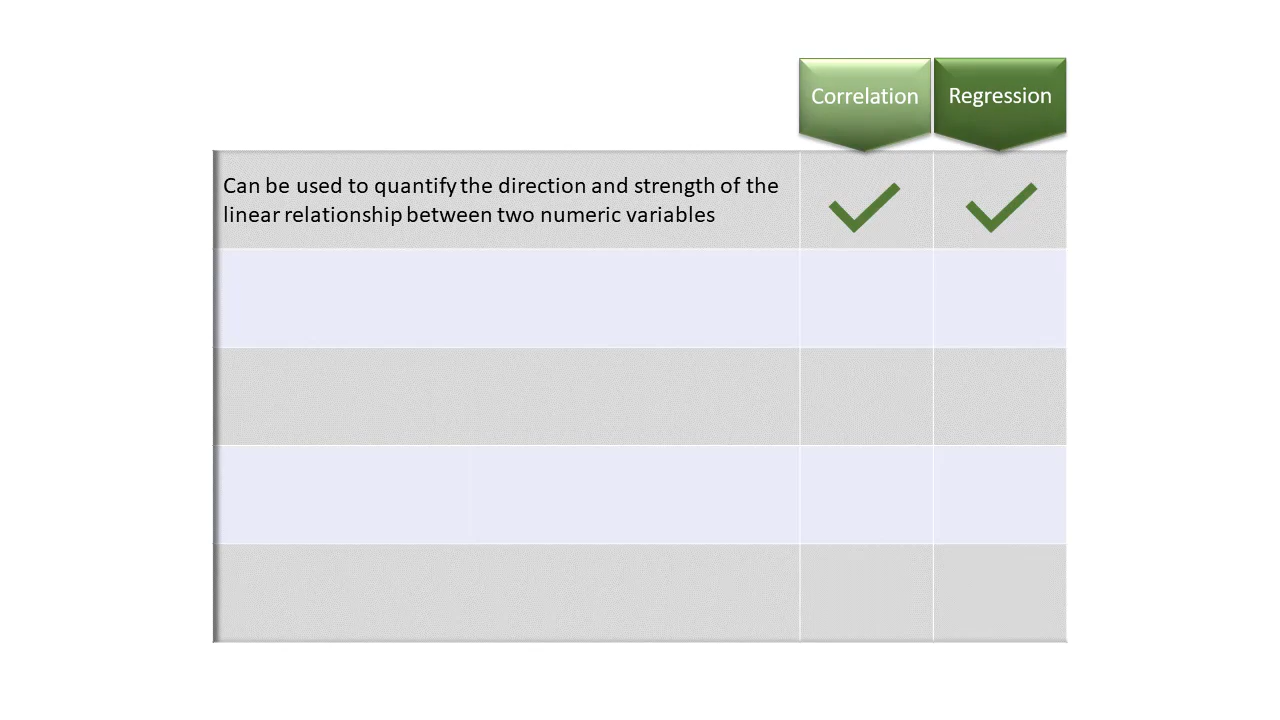 Correlation Regression
Can be used to quantify the direction and strength of the
linear relationship between two numeric variables